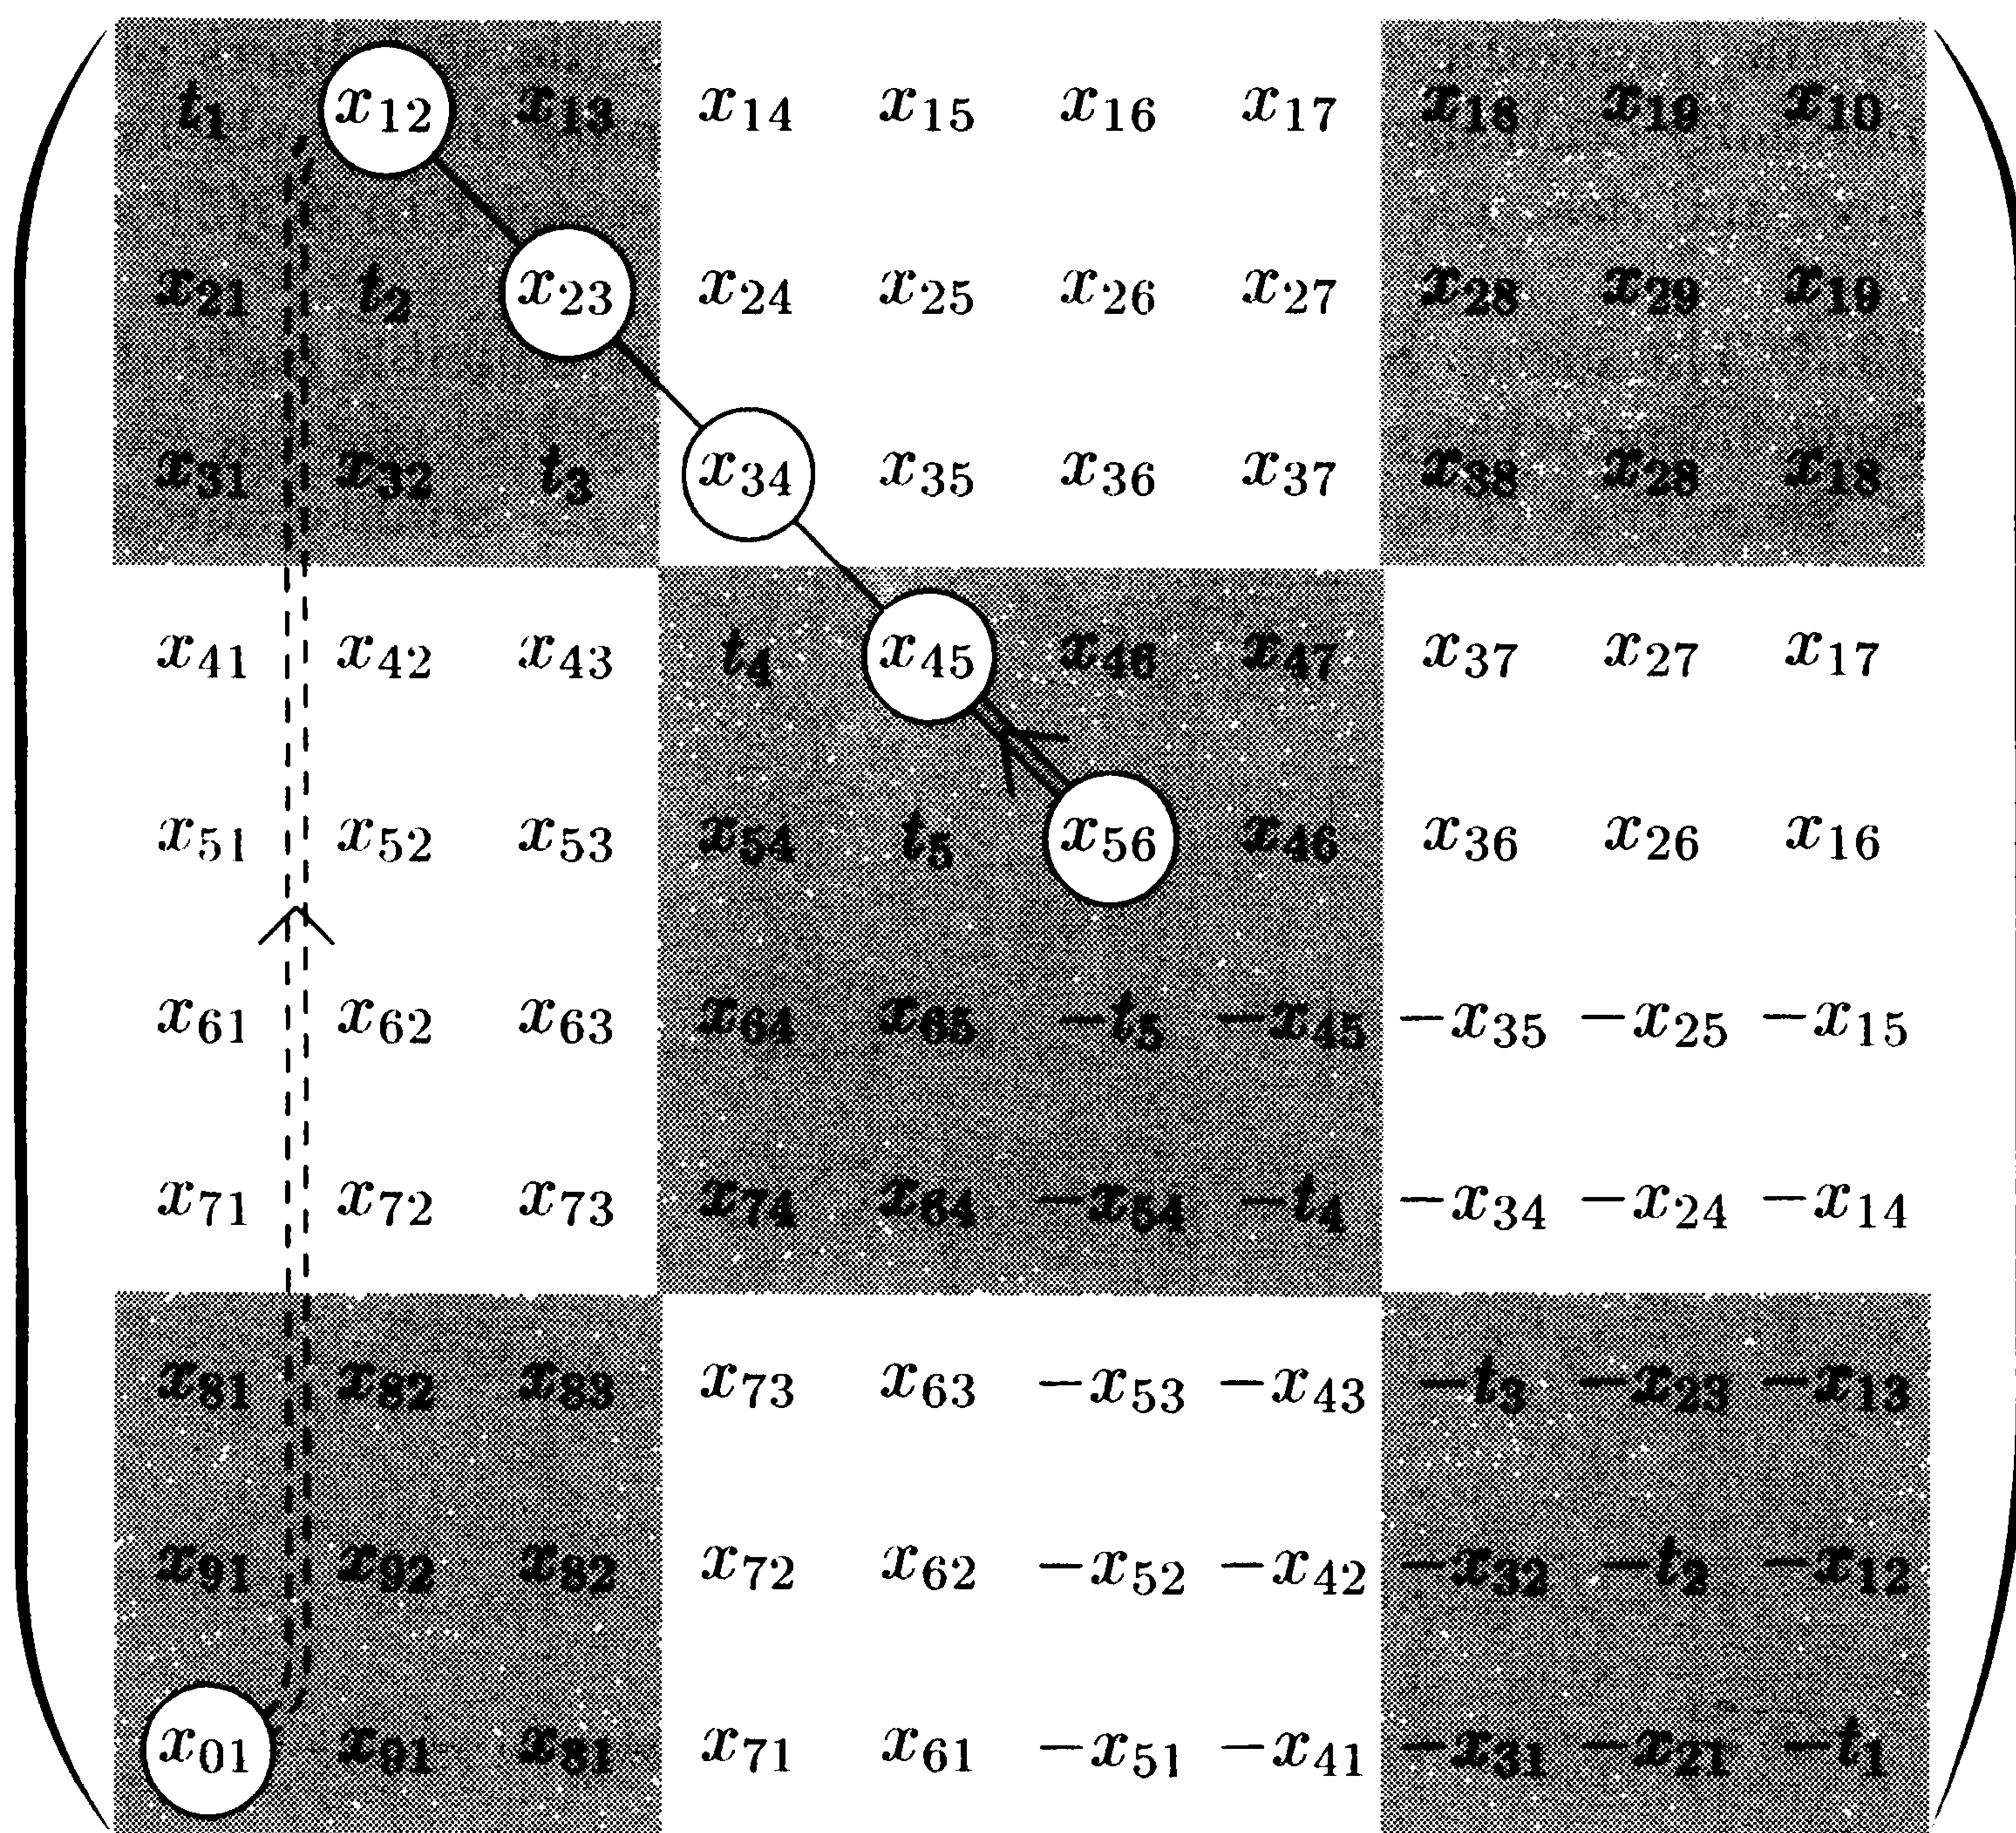 t₁ x₁₂ x₁₃ x₁₄ x₁₅ x₁₆ x₁₇ x₁₈ x₁₉ x₁₀
x₂₁ t₂ x₂₃ x₂₄ x₂₅ x₂₆ x₂₇ x₂₈ x₂₉ x₁₉
x₃₁ x₃₂ t₃ x₃₄ x₃₅ x₃₆ x₃₇ x₃₈ x₂₈ x₁₈
x₄₁ x₄₂ x₄₃ t₄ x₄₅ x₄₆ x₄₇ x₃₇ x₂₇ x₁₇
x₅₁ x₅₂ x₅₃ x₅₄ t₅ x₅₆ x₄₆ x₃₆ x₂₆ x₁₆
x₆₁ x₆₂ x₆₃ x₆₄ x₆₅ −t₅ −x₄₅ −x₃₅ −x₂₅ −x₁₅
x₇₁ x₇₂ x₇₃ x₇₄ x₆₄ −x₅₄ −t₄ −x₃₄ −x₂₄ −x₁₄
x₈₁ x₈₂ x₈₃ x₇₃ x₆₃ −x₅₃ −x₄₃ −t₃ −x₂₃ −x₁₃
x₉₁ x₉₂ x₈₂ x₇₂ x₆₂ −x₅₂ −x₄₂ −x₃₂ −t₂ −x₁₂
x₀₁ x₉₁ x₈₁ x₇₁ x₆₁ −x₅₁ −x₄₁ −x₃₁ −x₂₁ −t₁